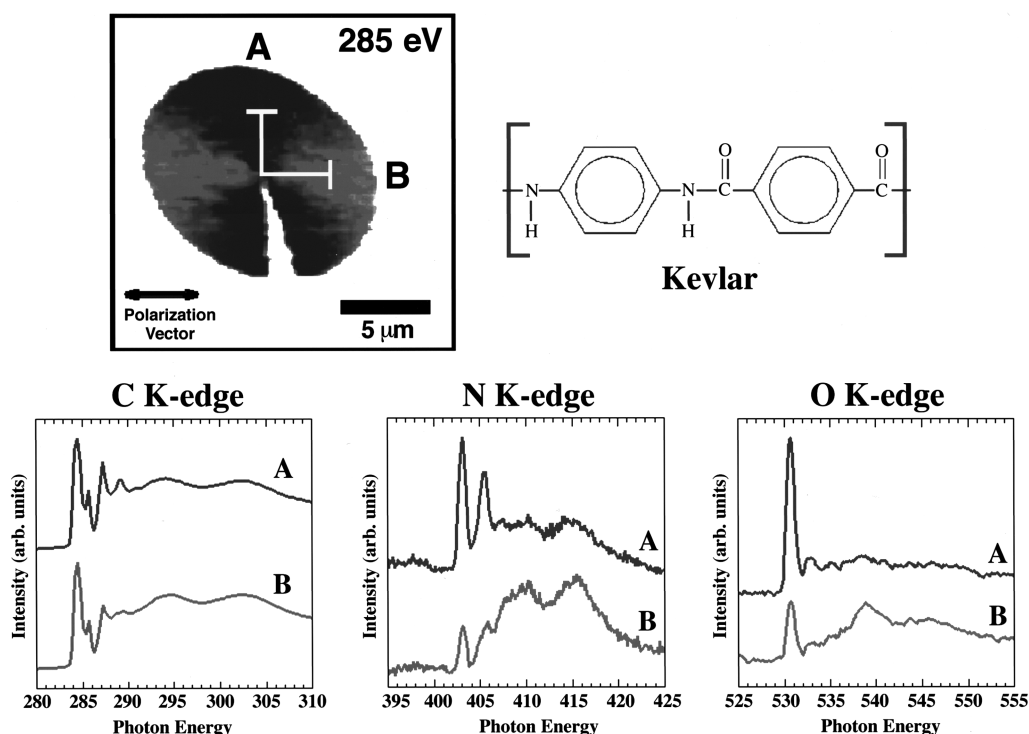 285 eV
A
B
Polarization
Vector
5 µm
O
O
N
N
C
C
H
H
Kevlar
C K-edge
N K-edge
O K-edge
Intensity (arb. units)
A
B
280 285 290 295 300 305 310
Photon Energy
Intensity (arb. units)
A
B
395 400 405 410 415 420 425
Photon Energy
Intensity (arb. units)
A
B
525 530 535 540 545 550 555
Photon Energy